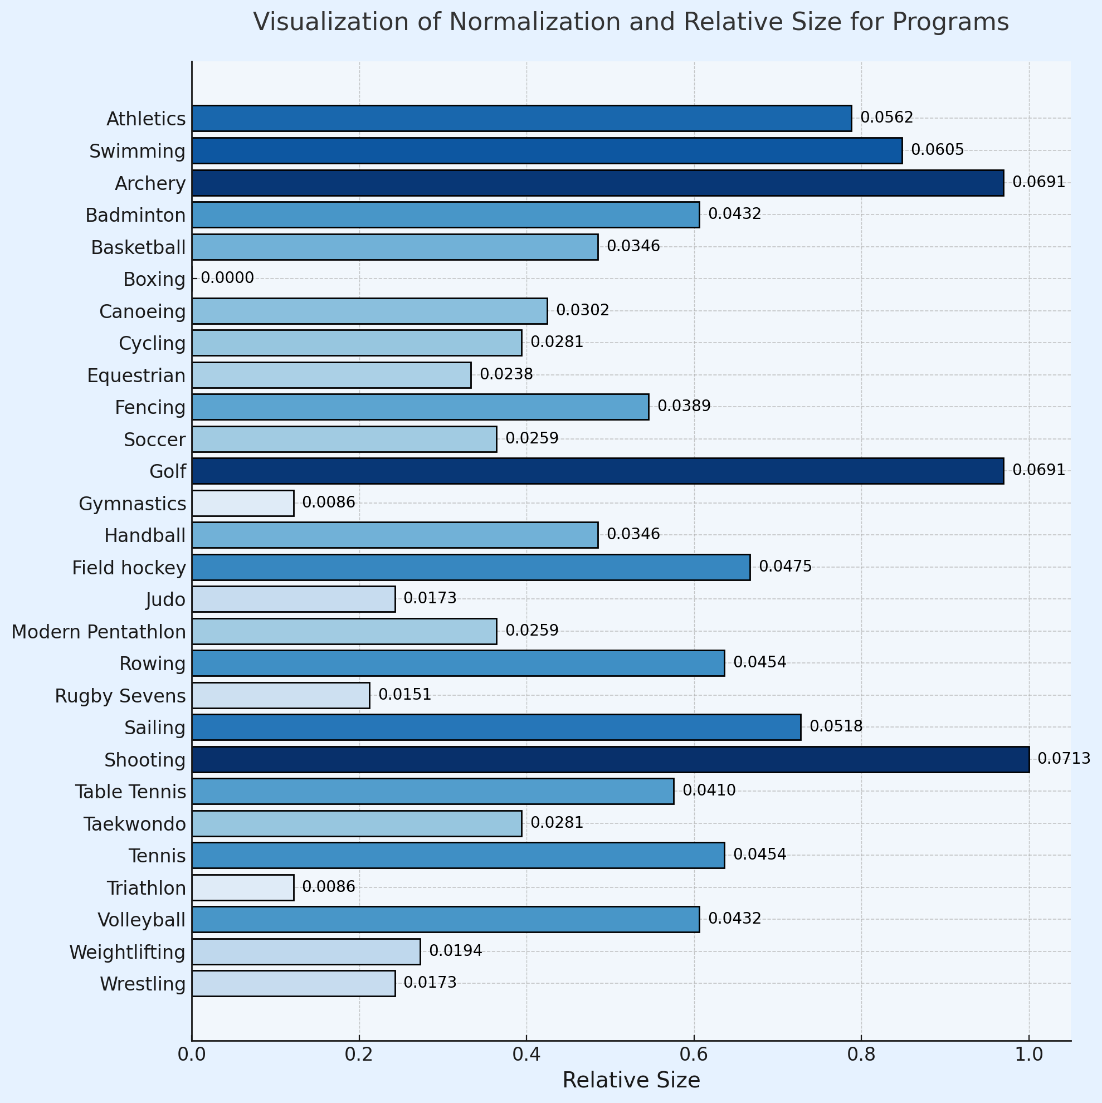 Visualization of Normalization and Relative Size for Programs
Athletics 0.0562
Swimming 0.0605
Archery 0.0691
Badminton 0.0432
Basketball 0.0346
Boxing 0.0000
Canoeing 0.0302
Cycling 0.0281
Equestrian 0.0238
Fencing 0.0389
Soccer 0.0259
Golf 0.0691
Gymnastics 0.0086
Handball 0.0346
Field hockey 0.0475
Judo 0.0173
Modern Pentathlon 0.0259
Rowing 0.0454
Rugby Sevens 0.0151
Sailing 0.0518
Shooting 0.0713
Table Tennis 0.0410
Taekwondo 0.0281
Tennis 0.0454
Triathlon 0.0086
Volleyball 0.0432
Weightlifting 0.0194
Wrestling 0.0173
0.0 0.2 0.4 0.6 0.8 1.0
Relative Size